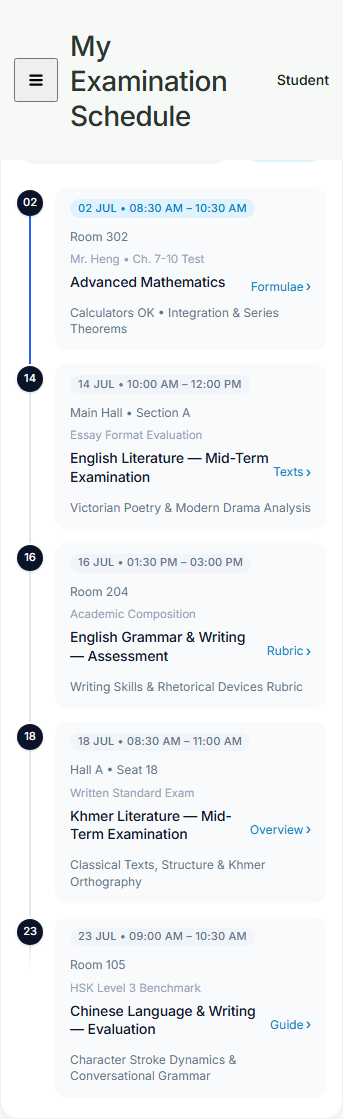 My
Examination
Schedule
Student
02
02 JUL • 08:30 AM – 10:30 AM
Room 302
Mr. Heng • Ch. 7-10 Test
Advanced Mathematics
Formulae ›
Calculators OK • Integration & Series
Theorems
14
14 JUL • 10:00 AM – 12:00 PM
Main Hall • Section A
Essay Format Evaluation
English Literature — Mid-Term
Examination
Texts ›
Victorian Poetry & Modern Drama Analysis
16
16 JUL • 01:30 PM – 03:00 PM
Room 204
Academic Composition
English Grammar & Writing
— Assessment
Rubric ›
Writing Skills & Rhetorical Devices Rubric
18
18 JUL • 08:30 AM – 11:00 AM
Hall A • Seat 18
Written Standard Exam
Khmer Literature — Mid-
Term Examination
Overview ›
Classical Texts, Structure & Khmer
Orthography
23
23 JUL • 09:00 AM – 10:30 AM
Room 105
HSK Level 3 Benchmark
Chinese Language & Writing
— Evaluation
Guide ›
Character Stroke Dynamics &
Conversational Grammar